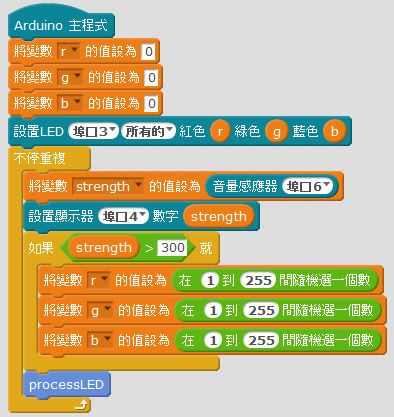 Arduino 主程式
將變數 r 的值設為 0
將變數 g 的值設為 0
將變數 b 的值設為 0
設置LED 埠口3 所有的 紅色 r 綠色 g 藍色 b
不停重複
將變數 strength 的值設為 音量感應器 埠口6
設置顯示器 埠口4 數字 strength
如果 strength > 300 就
將變數 r 的值設為 在 1 到 255 間隨機選一個數
將變數 g 的值設為 在 1 到 255 間隨機選一個數
將變數 b 的值設為 在 1 到 255 間隨機選一個數
processLED